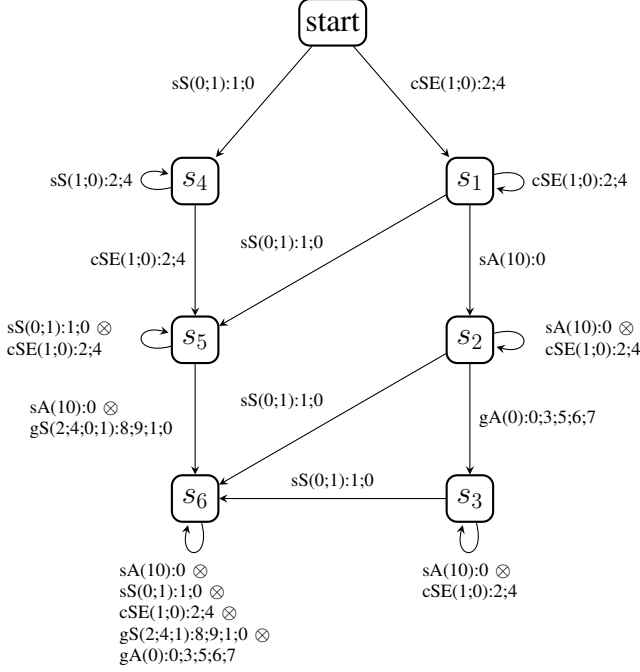 start
sS(0;1):1;0
cSE(1;0):2;4
sS(1;0):2;4
s4
s1
cSE(1;0):2;4
sS(0;1):1;0
cSE(1;0):2;4
sA(10):0
sS(0;1):1;0 ⊗
cSE(1;0):2;4
s5
s2
sA(10):0 ⊗
cSE(1;0):2;4
sA(10):0 ⊗
gS(2;4;0;1):8;9;1;0
sS(0;1):1;0
gA(0):0;3;5;6;7
s6
sS(0;1):1;0
s3
sA(10):0 ⊗
sS(0;1):1;0 ⊗
cSE(1;0):2;4 ⊗
gS(2;4;1):8;9;1;0 ⊗
gA(0):0;3;5;6;7
sA(10):0 ⊗
cSE(1;0):2;4